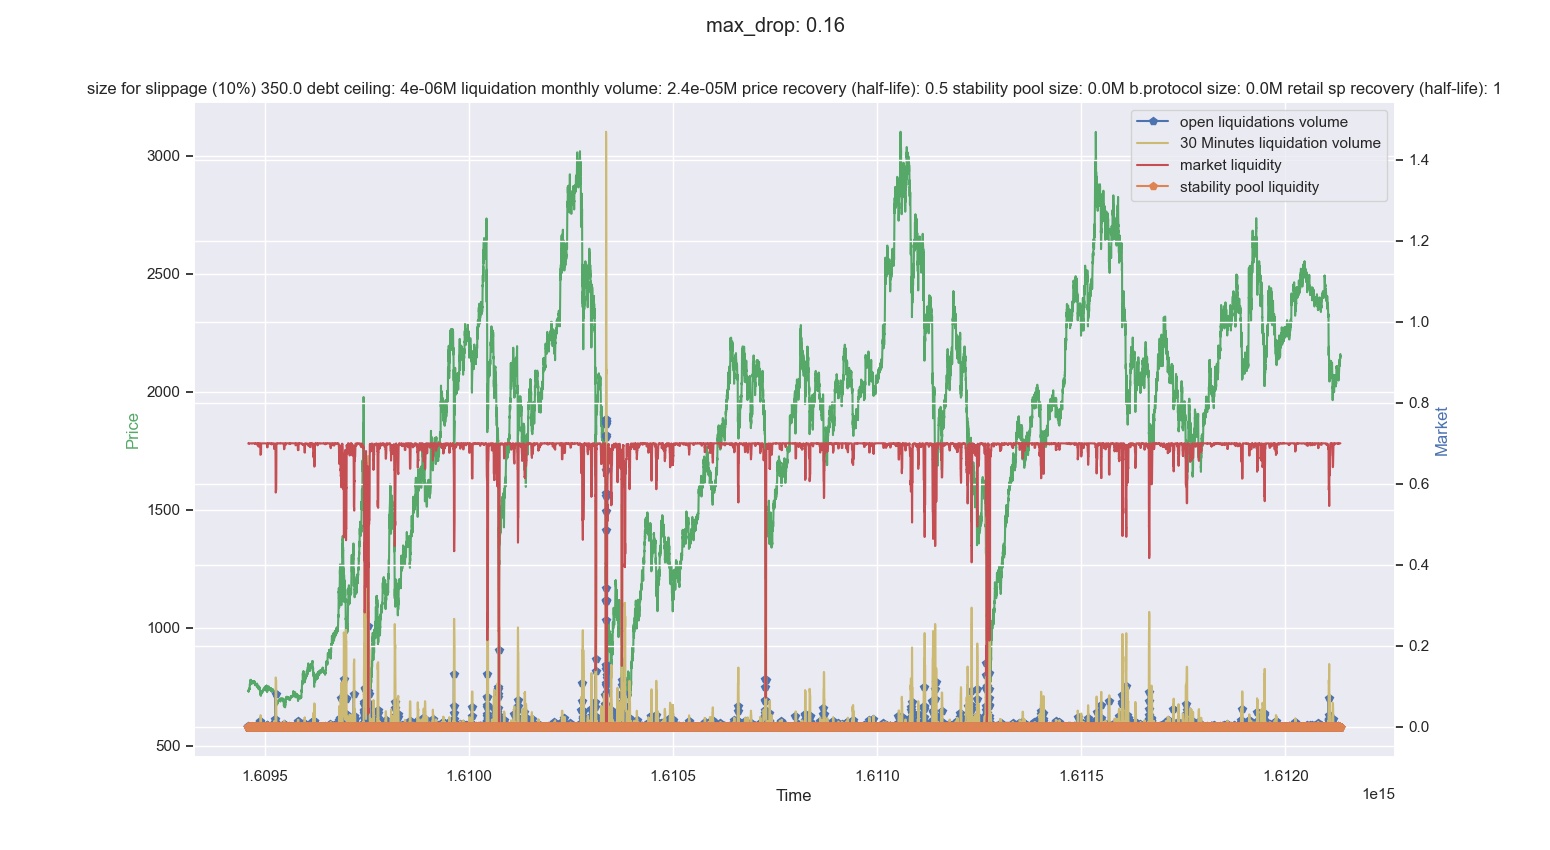 max_drop: 0.16
size for slippage (10%) 350.0 debt ceiling: 4e-06M liquidation monthly volume: 2.4e-05M price recovery (half-life): 0.5 stability pool size: 0.0M b.protocol size: 0.0M retail sp recovery (half-life): 1
open liquidations volume
30 Minutes liquidation volume
market liquidity
stability pool liquidity
3000
2500
2000
1500
1000
500
Price
1.4
1.2
1.0
0.8
0.6
0.4
0.2
0.0
Market
1.6095
1.6100
1.6105
1.6110
1.6115
1.6120
Time
1e15